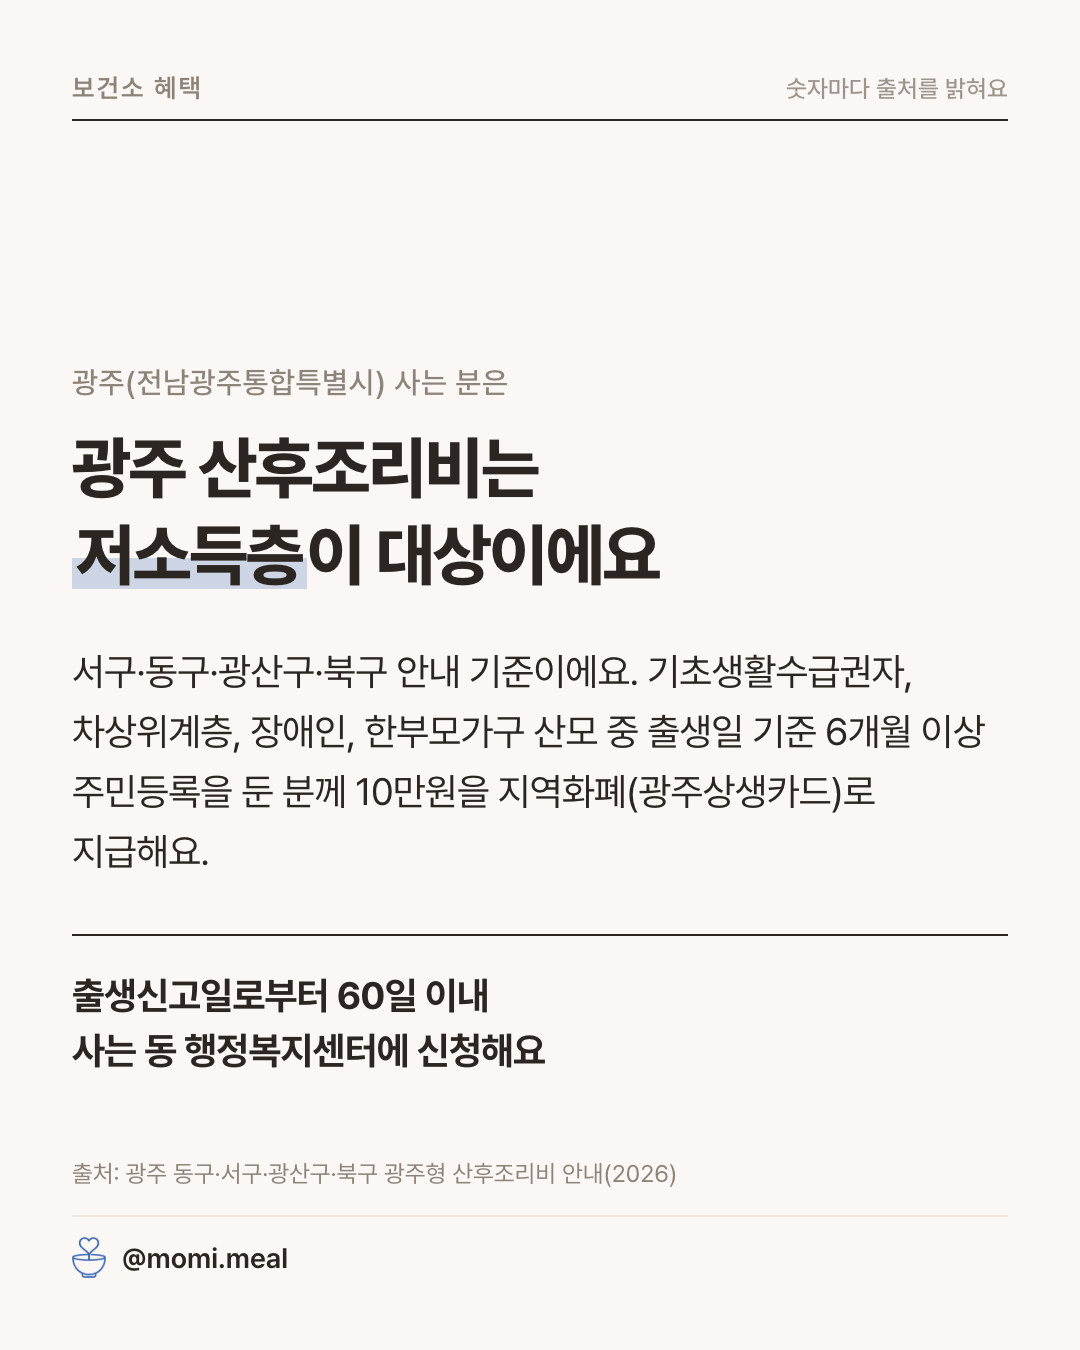 보건소 혜택
숫자마다 출처를 밝혀요
광주(전남광주통합특별시) 사는 분은
광주 산후조리비는
저소득층이 대상이에요
서구·동구·광산구·북구 안내 기준이에요. 기초생활수급권자,
차상위계층, 장애인, 한부모가구 산모 중 출생일 기준 6개월 이상
주민등록을 둔 분께 10만원을 지역화폐(광주상생카드)로
지급해요.
출생신고일로부터 60일 이내
사는 동 행정복지센터에 신청해요
출처: 광주 동구·서구·광산구·북구 광주형 산후조리비 안내(2026)
@momi.meal